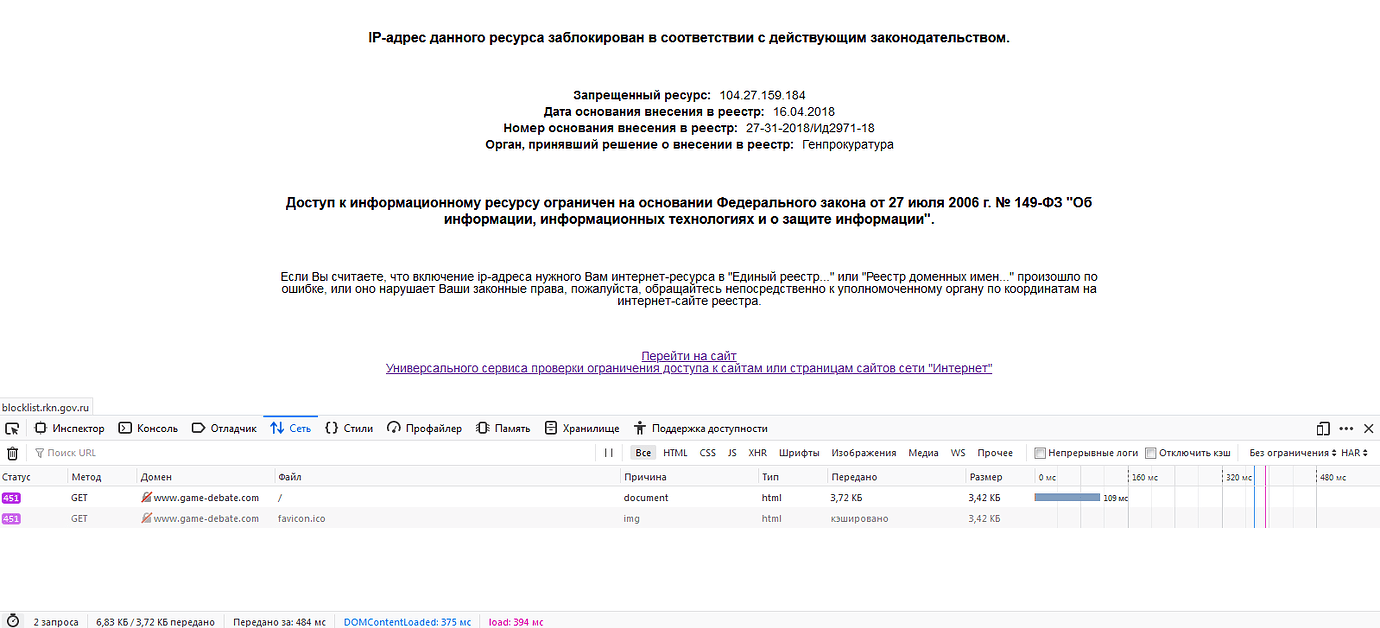 IP-адрес данного ресурса заблокирован в соответствии с действующим законодательством.
Запрещенный ресурс: 104.27.159.184
Дата основания внесения в реестр: 16.04.2018
Номер основания внесения в реестр: 27-31-2018/Ид2971-18
Орган, принявший решение о внесении в реестр: Генпрокуратура
Доступ к информационному ресурсу ограничен на основании Федерального закона от 27 июля 2006 г. № 149-ФЗ "Об
информации, информационных технологиях и о защите информации".
Если Вы считаете, что включение ip-адреса нужного Вам интернет-ресурса в "Единый реестр..." или "Реестр доменных имен..." произошло по
ошибке, или оно нарушает Ваши законные права, пожалуйста, обращайтесь непосредственно к уполномоченному органу по координатам на
интернет-сайте реестра.
Перейти на сайт
Универсального сервиса проверки ограничения доступа к сайтам или страницам сайтов сети "Интернет"
blocklist.rkn.gov.ru
Инспектор Консоль Отладчик Сеть Стили Профайлер Память Хранилище Поддержка доступности
Поиск URL Все HTML CSS JS XHR Шрифты Изображения Медиа WS Прочее Непрерывные логи Отключить кэш Без ограничения HAR
Статус Метод Домен Файл Причина Тип Передано Размер 0 мс 160 мс 320 мс 480 мс
451 GET www.game-debate.com / document html 3,72 КБ 3,42 КБ 109 мс
451 GET www.game-debate.com favicon.ico img html кэшировано 3,42 КБ
2 запроса 6,83 КБ / 3,72 КБ передано Передано за: 484 мс DOMContentLoaded: 375 мс load: 394 мс